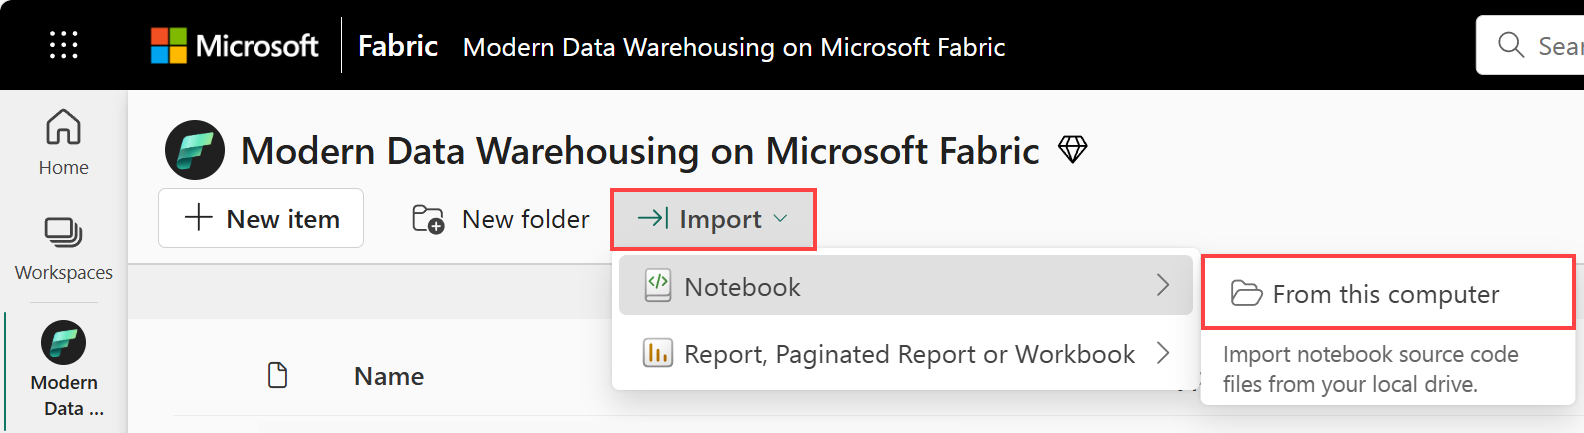 Microsoft Fabric Modern Data Warehousing on Microsoft Fabric
Home
Modern Data Warehousing on Microsoft Fabric
New item New folder Import
Workspaces
Notebook
From this computer
Report, Paginated Report or Workbook
Import notebook source code
files from your local drive.
Modern
Data ...
Name